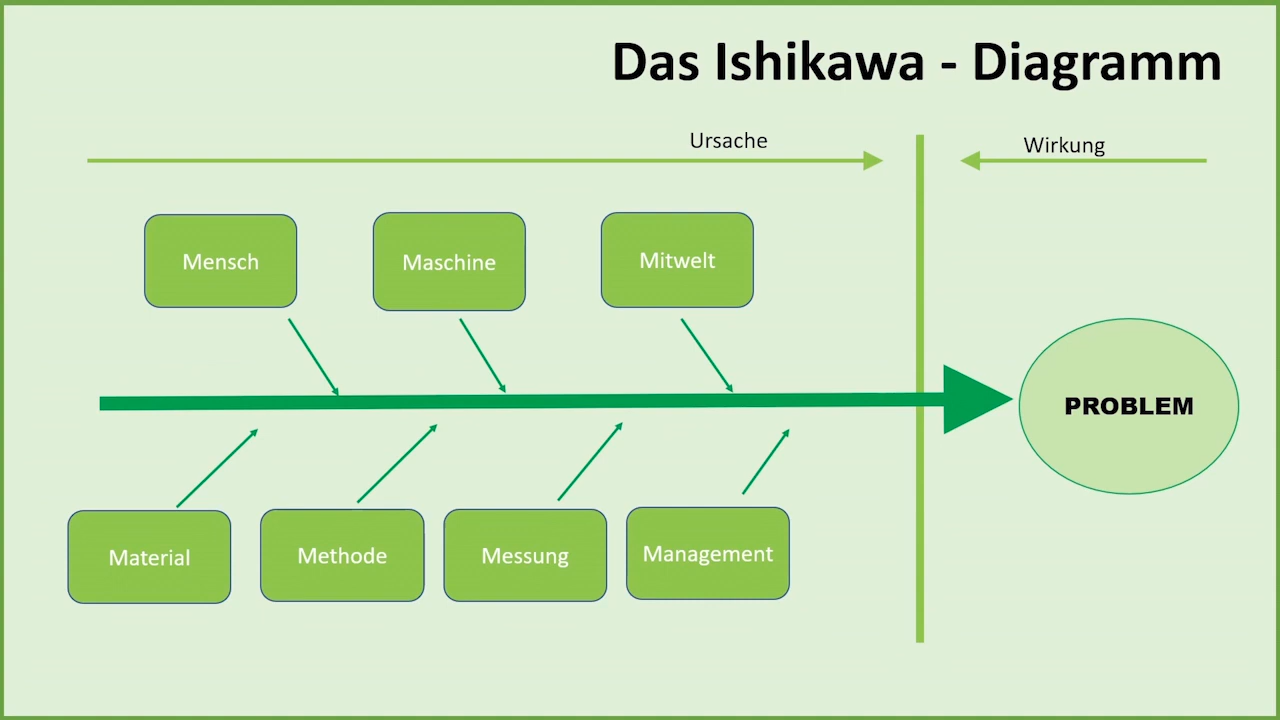 Das Ishikawa - Diagramm
Ursache
Wirkung
Mensch
Maschine
Mitwelt
PROBLEM
Material
Methode
Messung
Management